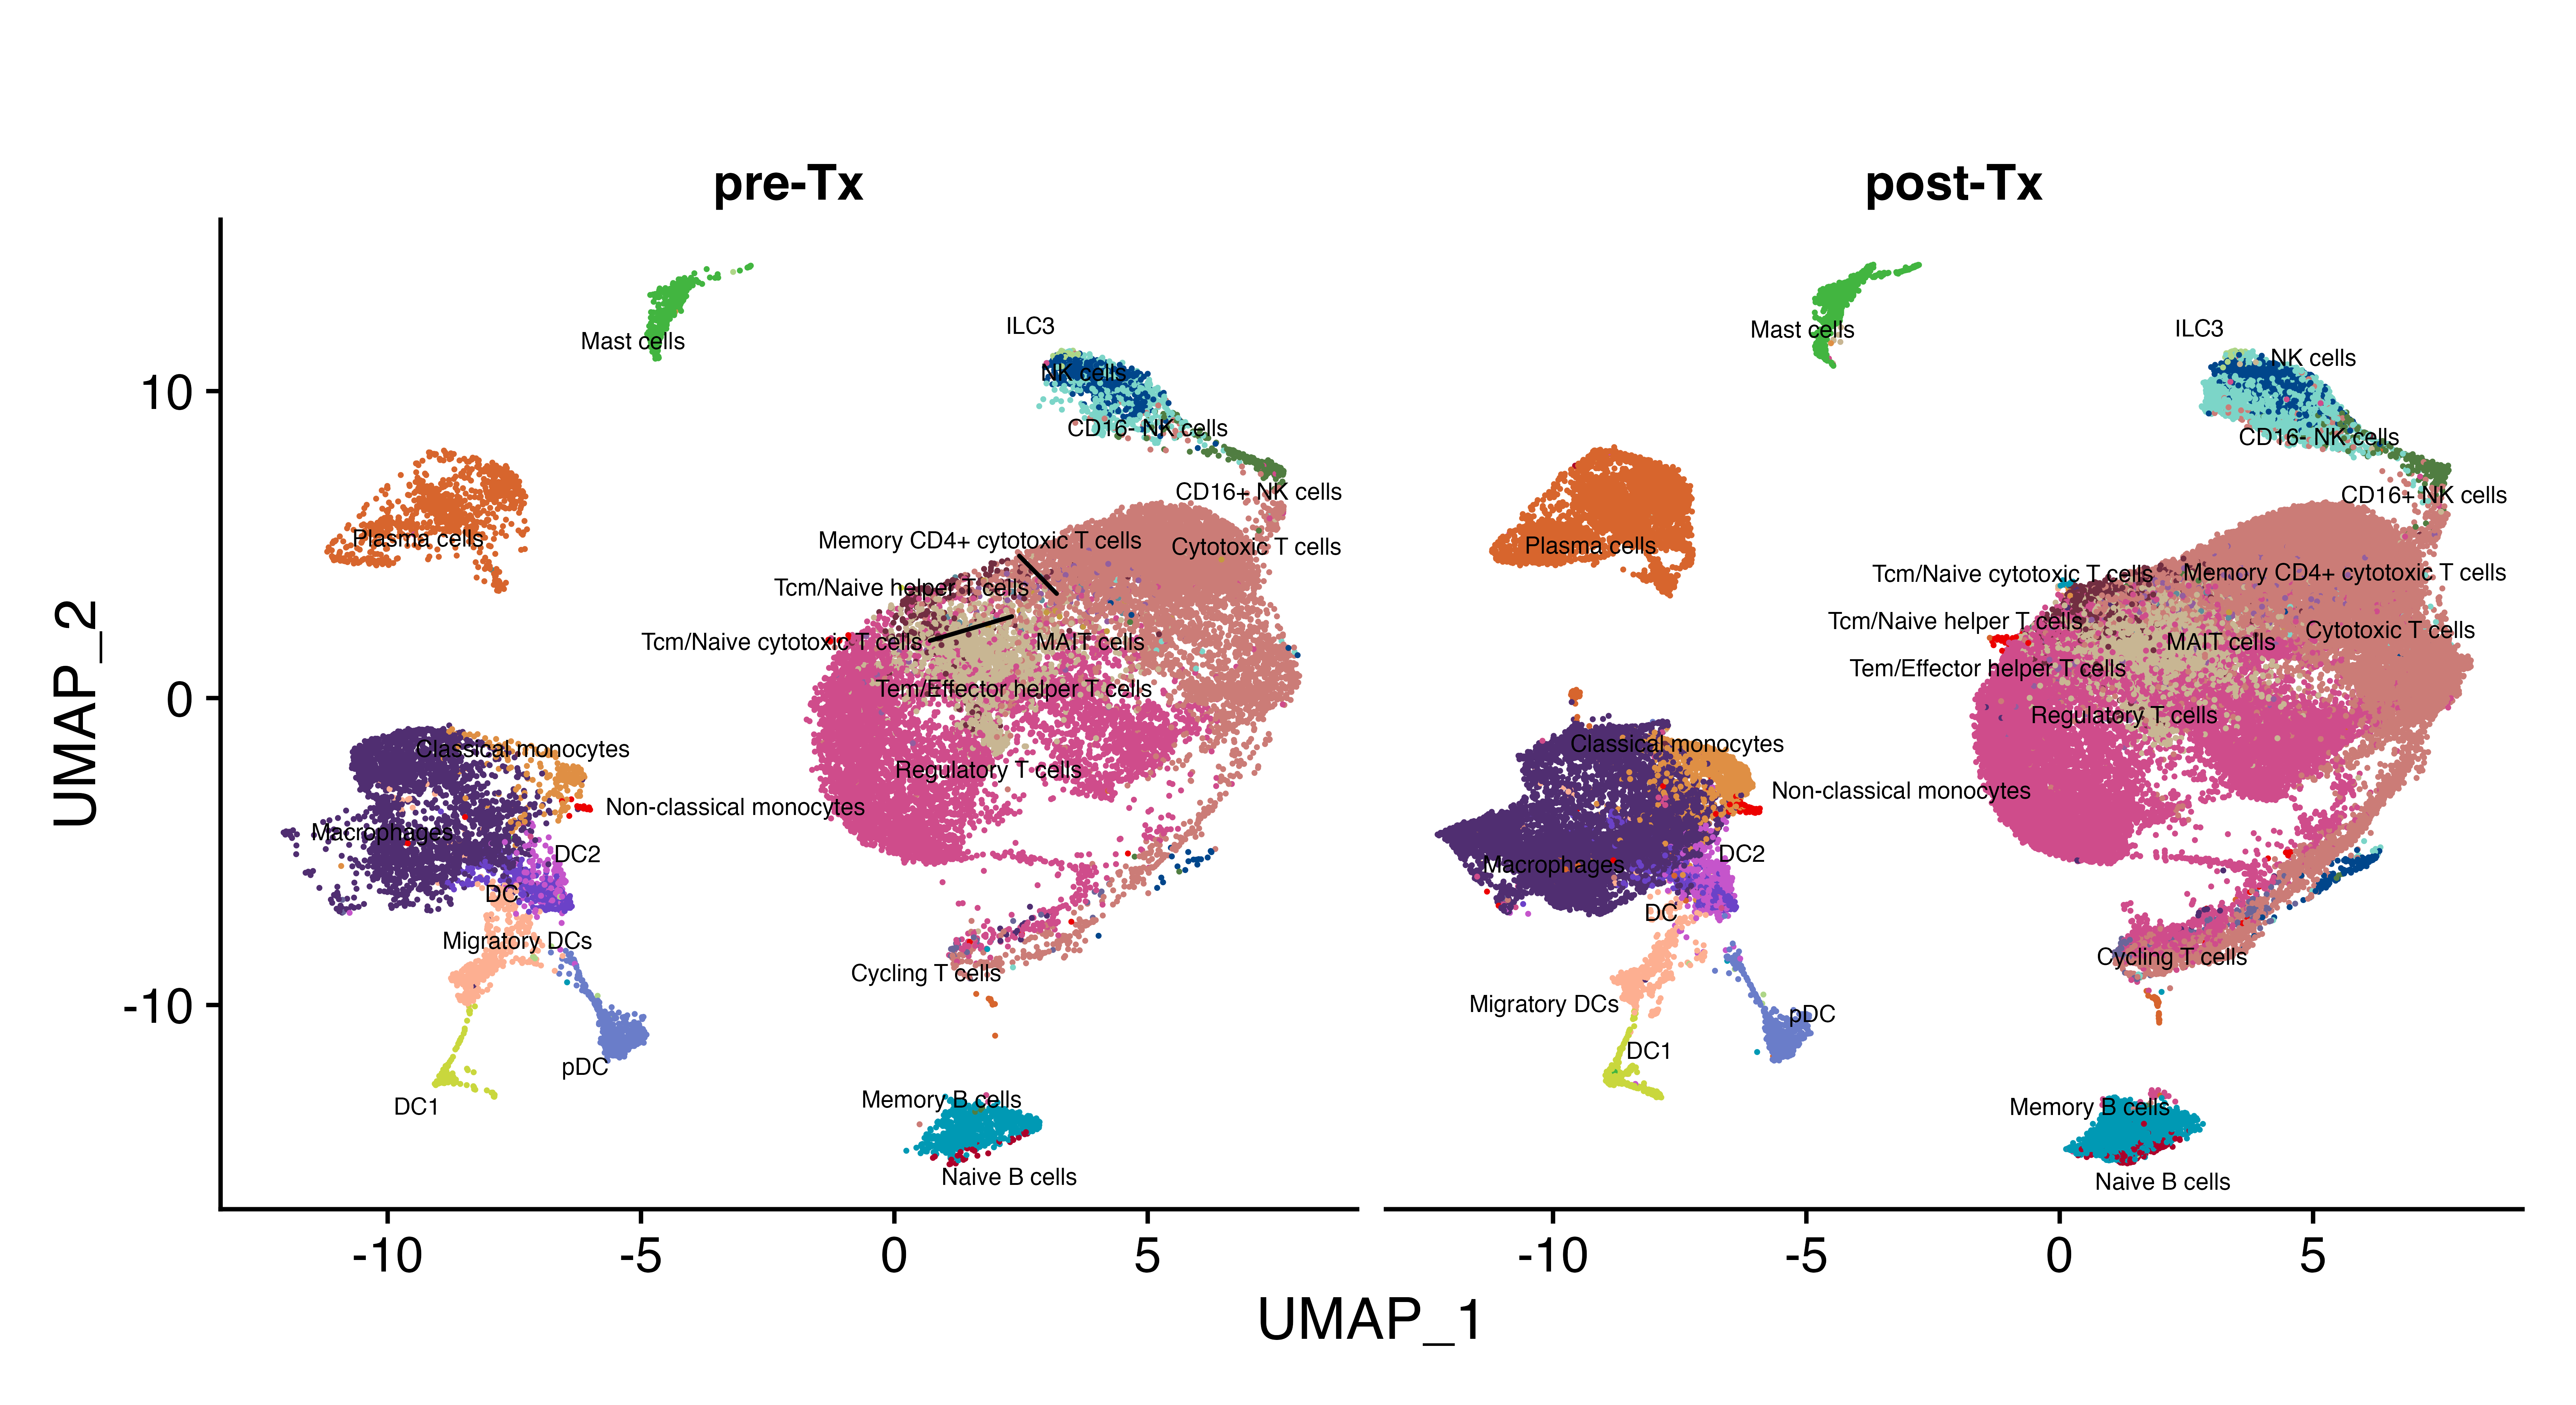 pre-Tx
post-Tx
UMAP_2
10
0
-10
Mast cells
ILC3
NK cells
CD16- NK cells
CD16+ NK cells
Plasma cells
Memory CD4+ cytotoxic T cells
Cytotoxic T cells
Tcm/Naive helper T cells
Tcm/Naive cytotoxic T cells
MAIT cells
Tem/Effector helper T cells
Classical monocytes
Regulatory T cells
Non-classical monocytes
Macrophages
DC2
DC
Migratory DCs
Cycling T cells
pDC
DC1
Memory B cells
Naive B cells
Mast cells
ILC3
NK cells
CD16- NK cells
CD16+ NK cells
Plasma cells
Tcm/Naive cytotoxic T cells
Memory CD4+ cytotoxic T cells
Tcm/Naive helper T cells
Cytotoxic T cells
MAIT cells
Tem/Effector helper T cells
Regulatory T cells
Classical monocytes
Non-classical monocytes
Macrophages
DC2
DC
Cycling T cells
Migratory DCs
pDC
DC1
Memory B cells
Naive B cells
-10
-5
0
5
-10
-5
0
5
UMAP_1